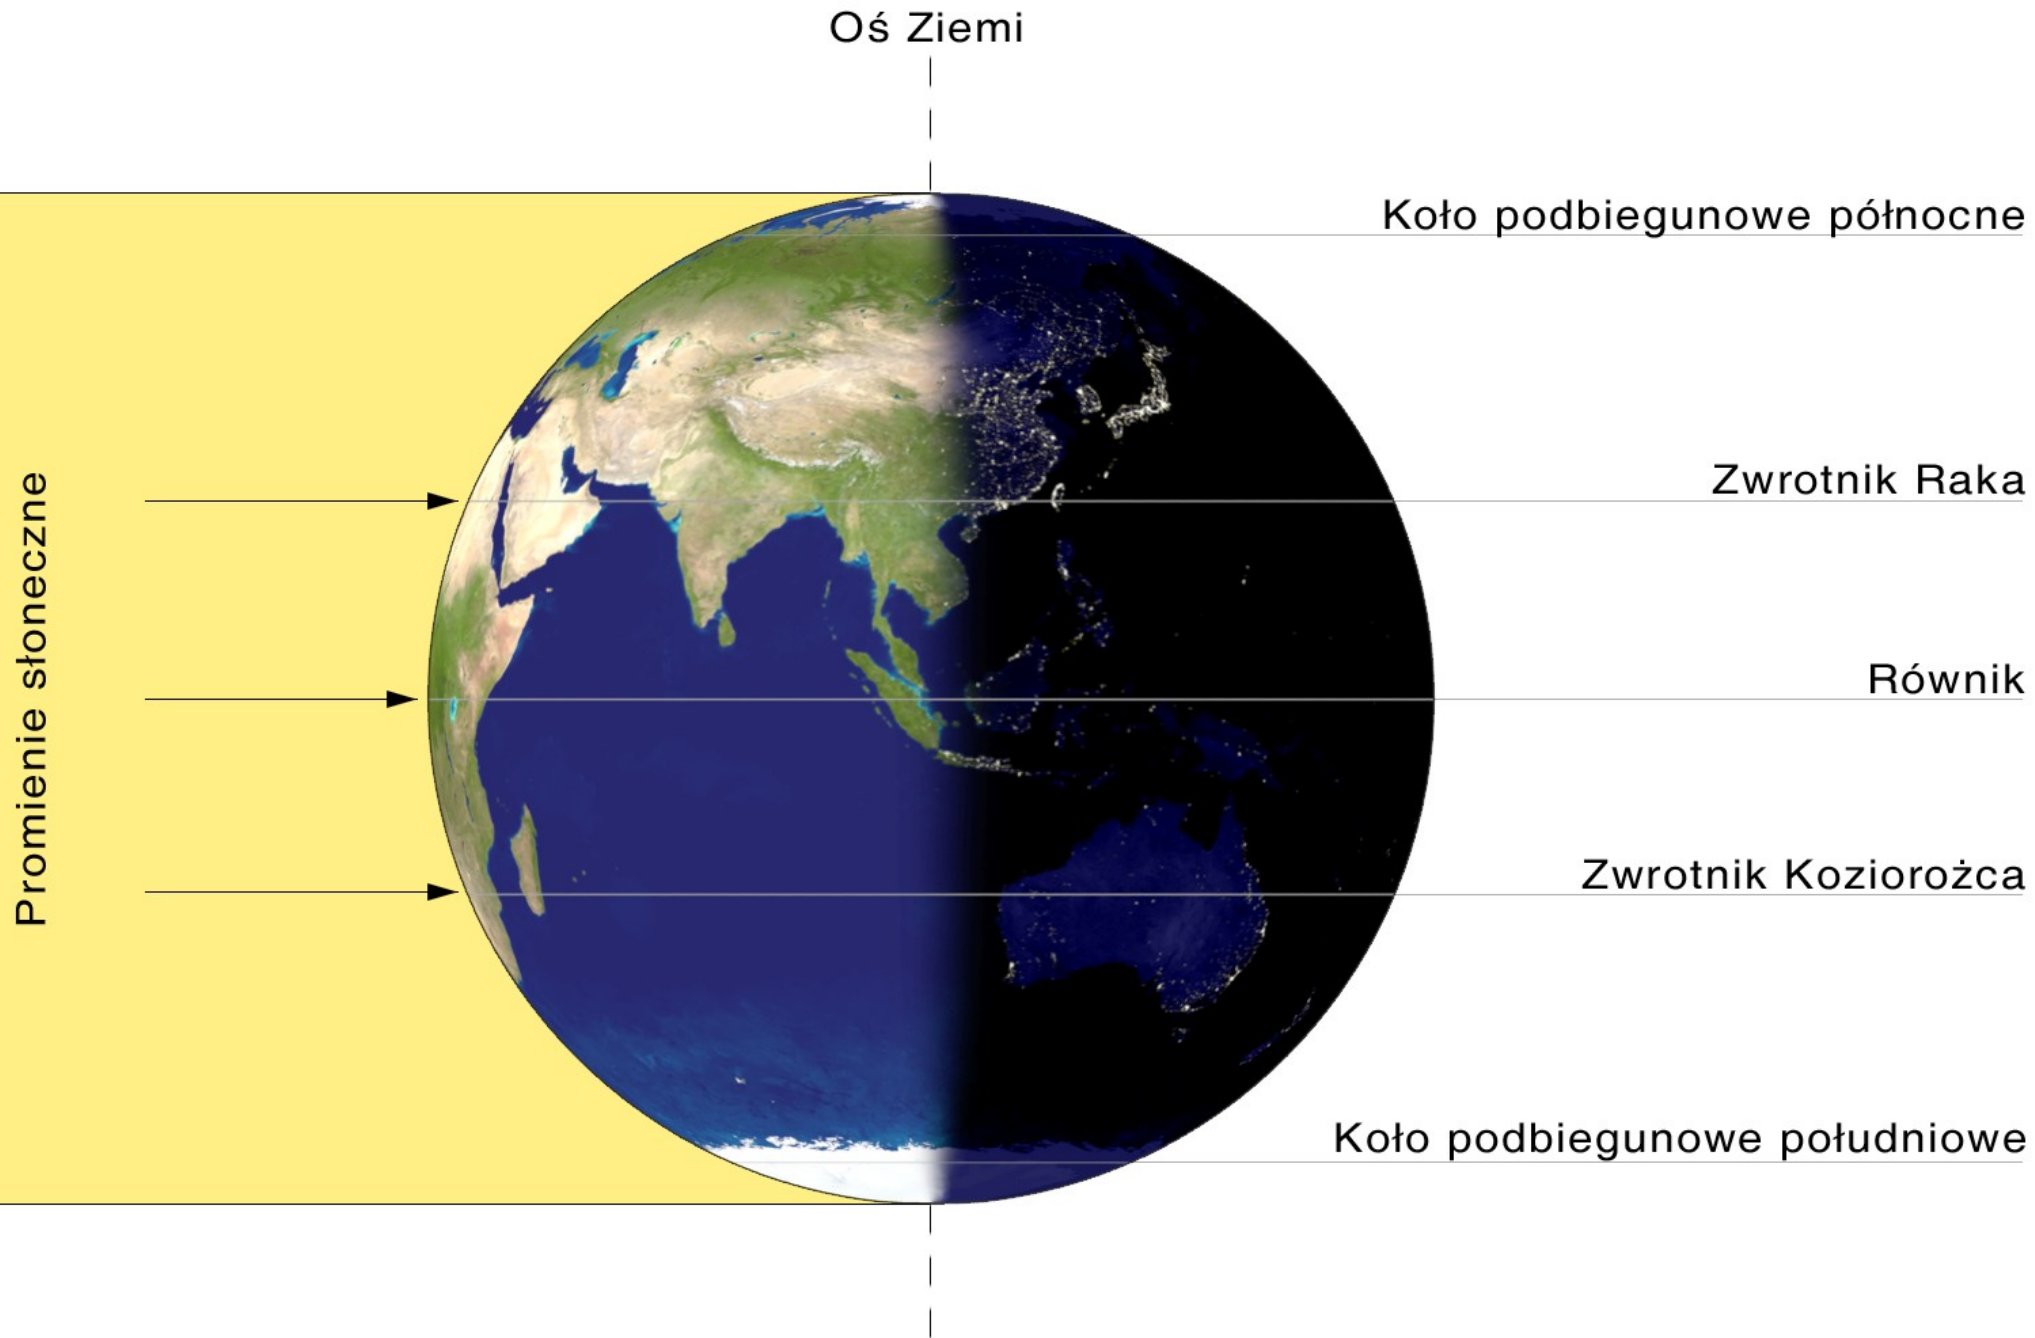 Oś Ziemi
Koło podbiegunowe północne
Zwrotnik Raka
Promienie słoneczne
Równik
Zwrotnik Koziorożca
Koło podbiegunowe południowe